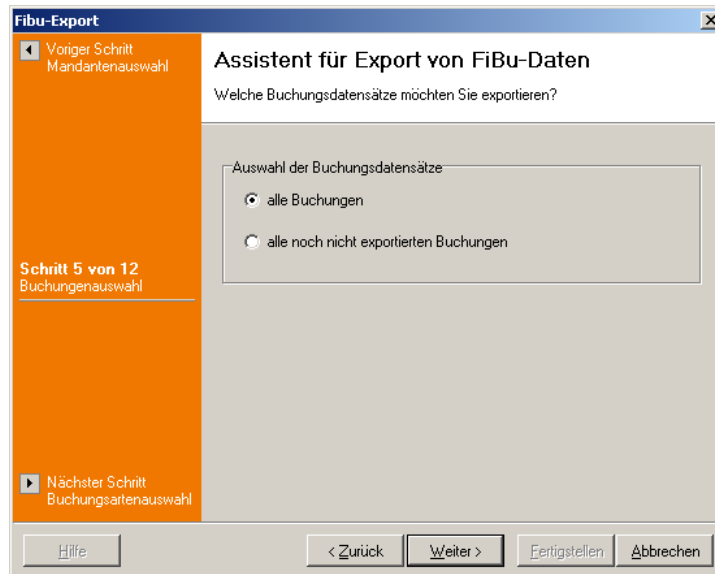 Fibu-Export
Voriger Schritt
Mandantenauswahl
Assistent für Export von FiBu-Daten
Welche Buchungsdatensätze möchten Sie exportieren?
Auswahl der Buchungsdatensätze
alle Buchungen
alle noch nicht exportierten Buchungen
Schritt 5 von 12
Buchungenauswahl
Nächster Schritt
Buchungsartenauswahl
Hilfe
< Zurück
Weiter >
Fertigstellen
Abbrechen